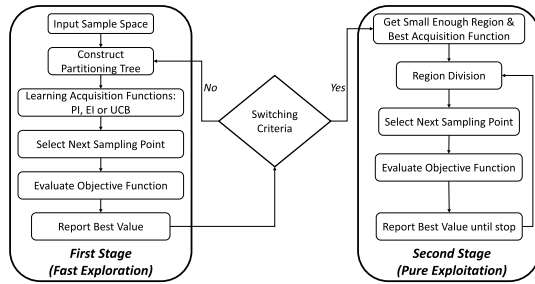 Input Sample Space
Construct
Partitioning Tree
Learning Acquisition Functions:
PI, EI or UCB
Select Next Sampling Point
Evaluate Objective Function
Report Best Value
First Stage
(Fast Exploration)
No
Switching
Criteria
Yes
Get Small Enough Region &
Best Acquisition Function
Region Division
Select Next Sampling Point
Evaluate Objective Function
Report Best Value until stop
Second Stage
(Pure Exploitation)